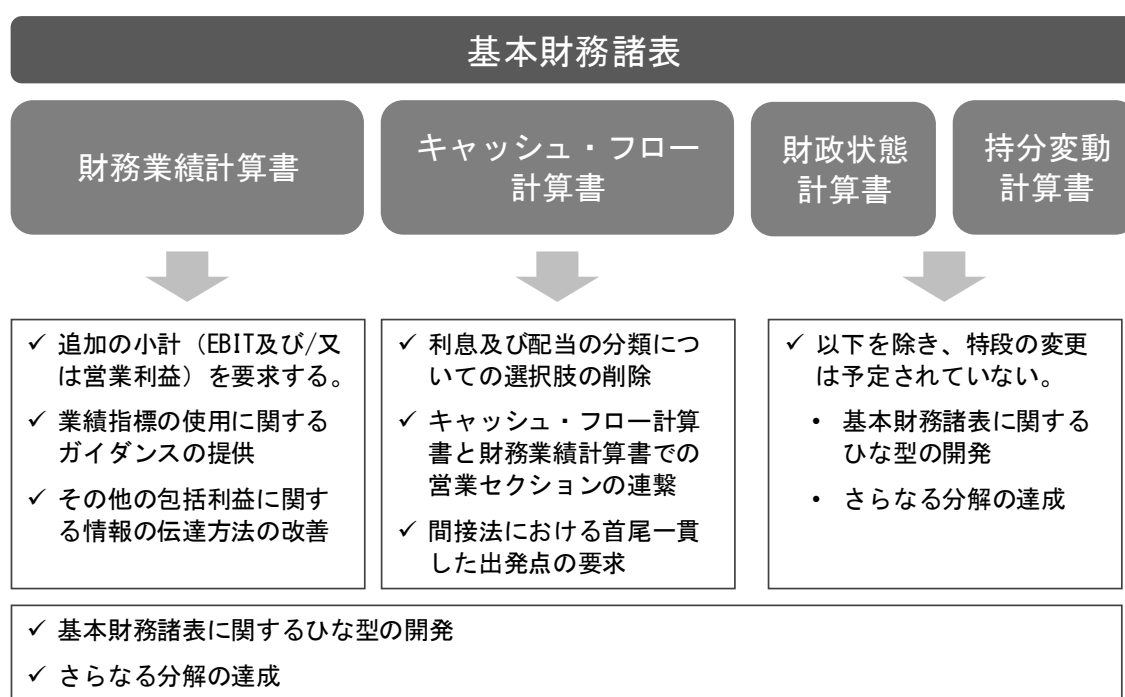 基本財務諸表
財務業績計算書
キャッシュ・フロー
計算書
財政状態
計算書
持分変動
計算書
✓ 追加の小計（EBIT及び/又
は営業利益）を要求する。
✓ 業績指標の使用に関する
ガイダンスの提供
✓ その他の包括利益に関す
る情報の伝達方法の改善
✓ 利息及び配当の分類につ
いての選択肢の削除
✓ キャッシュ・フロー計算
書と財務業績計算書での
営業セクションの連繫
✓ 間接法における首尾一貫
した出発点の要求
✓ 以下を除き、特段の変更
は予定されていない。
• 基本財務諸表に関する
ひな型の開発
• さらなる分解の達成
✓ 基本財務諸表に関するひな型の開発
✓ さらなる分解の達成